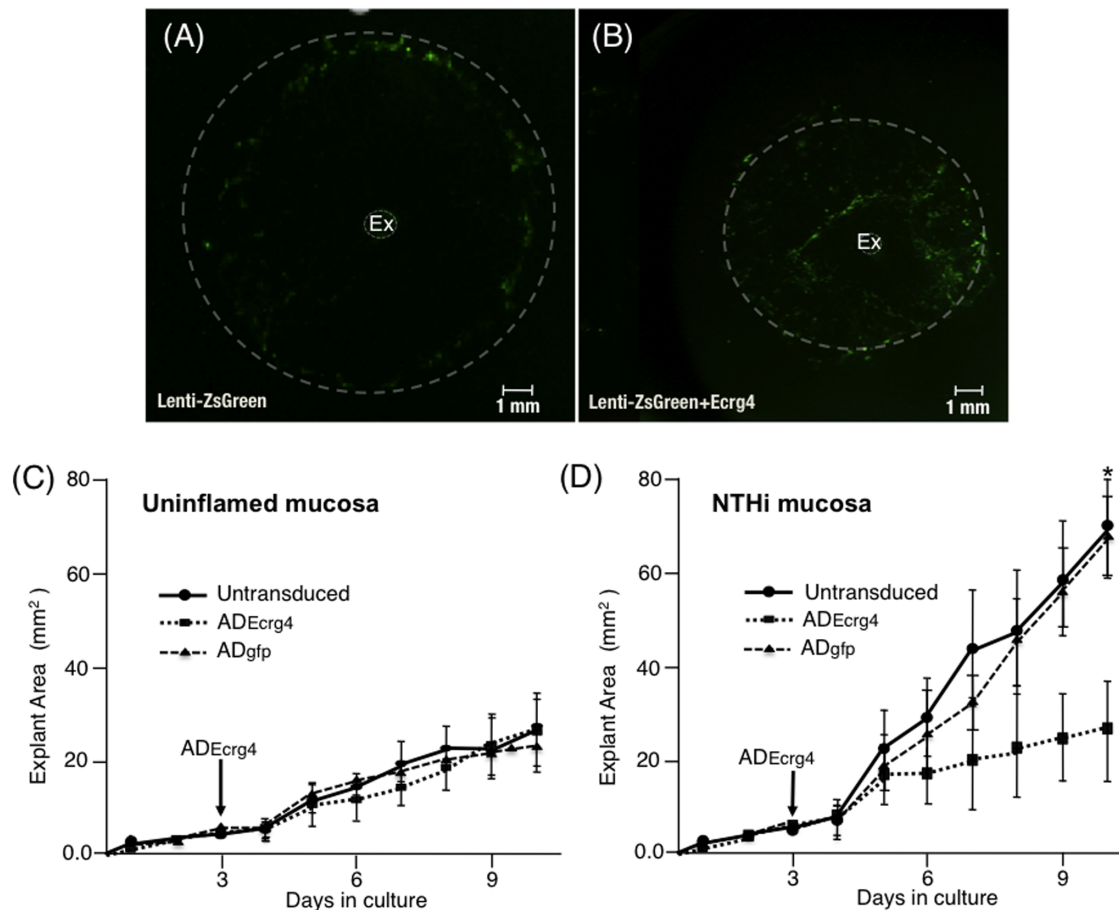 (A)
Ex
Lenti-ZsGreen
1 mm
(B)
Ex
Lenti-ZsGreen+Ecrg4
1 mm
(C)
Uninflamed mucosa
80
60
40
20
0.0
Explant Area (mm²)
Untransduced
ADEcrg4
ADgfp
ADEcrg4
3
6
9
Days in culture
(D)
NTHi mucosa
*
80
60
40
20
0.0
Explant Area (mm²)
Untransduced
ADEcrg4
ADgfp
ADEcrg4
3
6
9
Days in culture